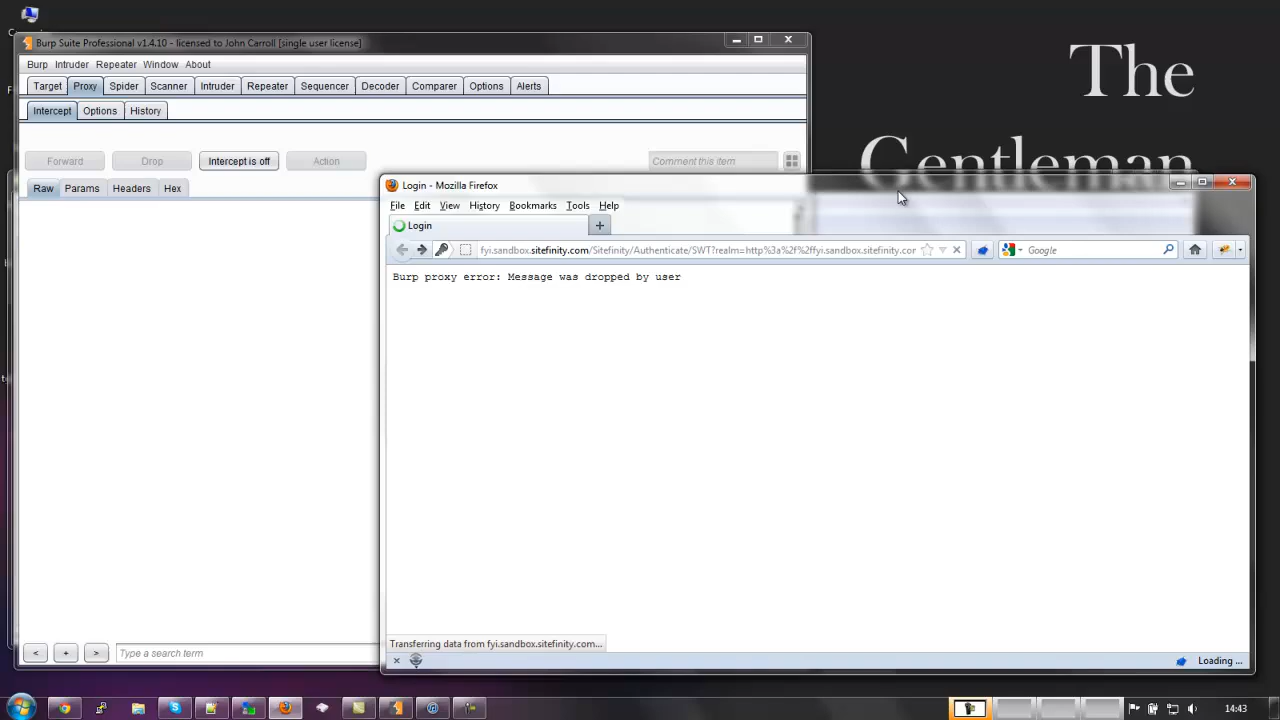 The
Gentleman
Burp Suite Professional v1.4.10 - licensed to John Carroll [single user license]
Burp Intruder Repeater Window About
Target Proxy Spider Scanner Intruder Repeater Sequencer Decoder Comparer Options Alerts
Intercept Options History
Forward Drop Intercept is off Action Comment this item
Raw Params Headers Hex
Login - Mozilla Firefox
File Edit View History Bookmarks Tools Help
Login
fyi.sandbox.sitefinity.com/Sitefinity/Authenticate/SWT?realm=http%3a%2f%2ffyi.sandbox.sitefinity.cor Google
Burp proxy error: Message was dropped by user
Transferring data from fyi.sandbox.sitefinity.com...
Loading ...
< + > Type a search term
14:43